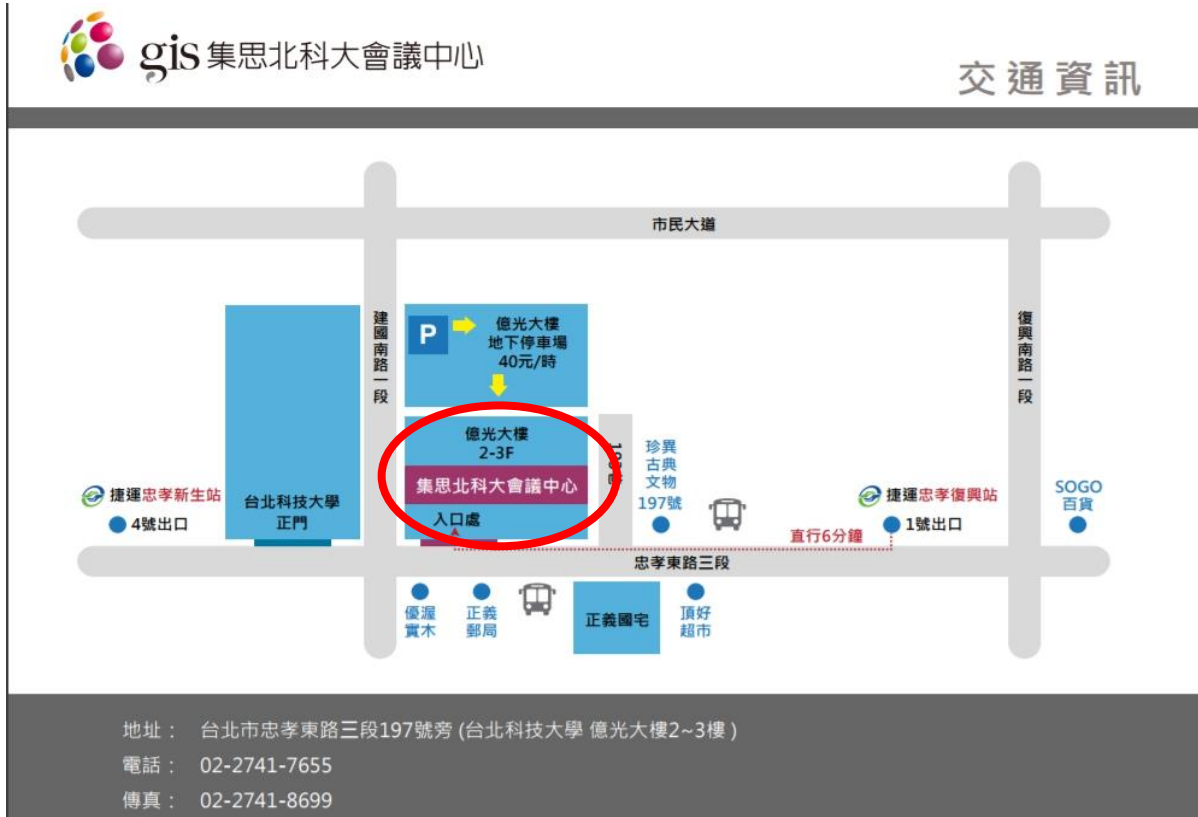 gis 集思北科大會議中心
交通資訊
市民大道
建國南路一段
復興南路一段
P
億光大樓
地下停車場
40元/時
億光大樓
2-3F
集思北科大會議中心
入口處
珍異
古典
文物
197號
捷運忠孝新生站
4號出口
台北科技大學
正門
捷運忠孝復興站
1號出口
SOGO
百貨
直行6分鐘
忠孝東路三段
優渥
實木
正義
郵局
正義國宅
頂好
超市
地址： 台北市忠孝東路三段197號旁 (台北科技大學 億光大樓2~3樓 )
電話： 02-2741-7655
傳真： 02-2741-8699